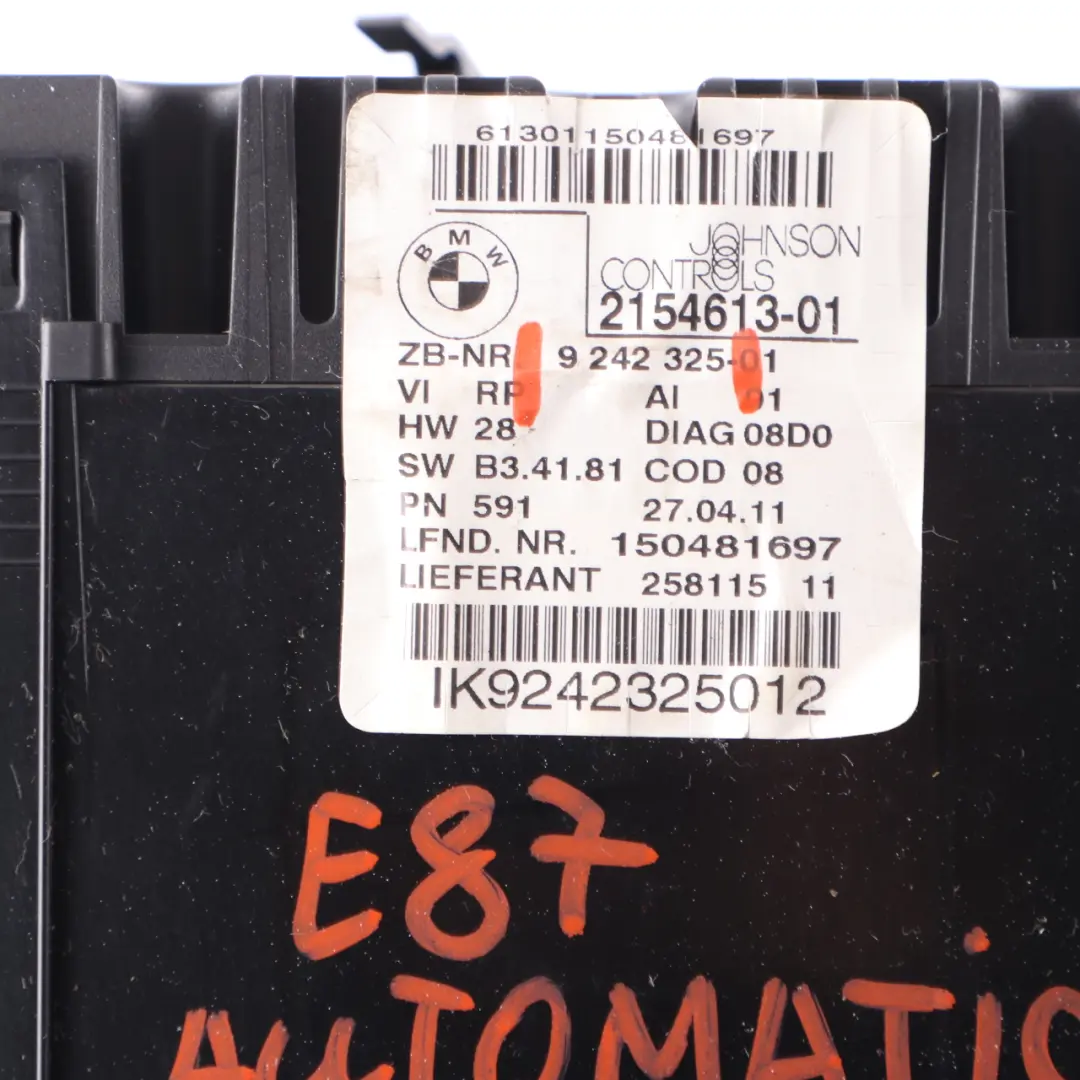 61301150481697
BMW
JOHNSON
CONTROLS
2154613-01
ZB-NR 9 242 325-01
VI RP AI 01
HW 28 DIAG 08D0
SW B3.41.81 COD 08
PN 591 27.04.11
LFND. NR. 150481697
LIEFERANT 258115 11
IK9242325012
E87
AUTOMATIC